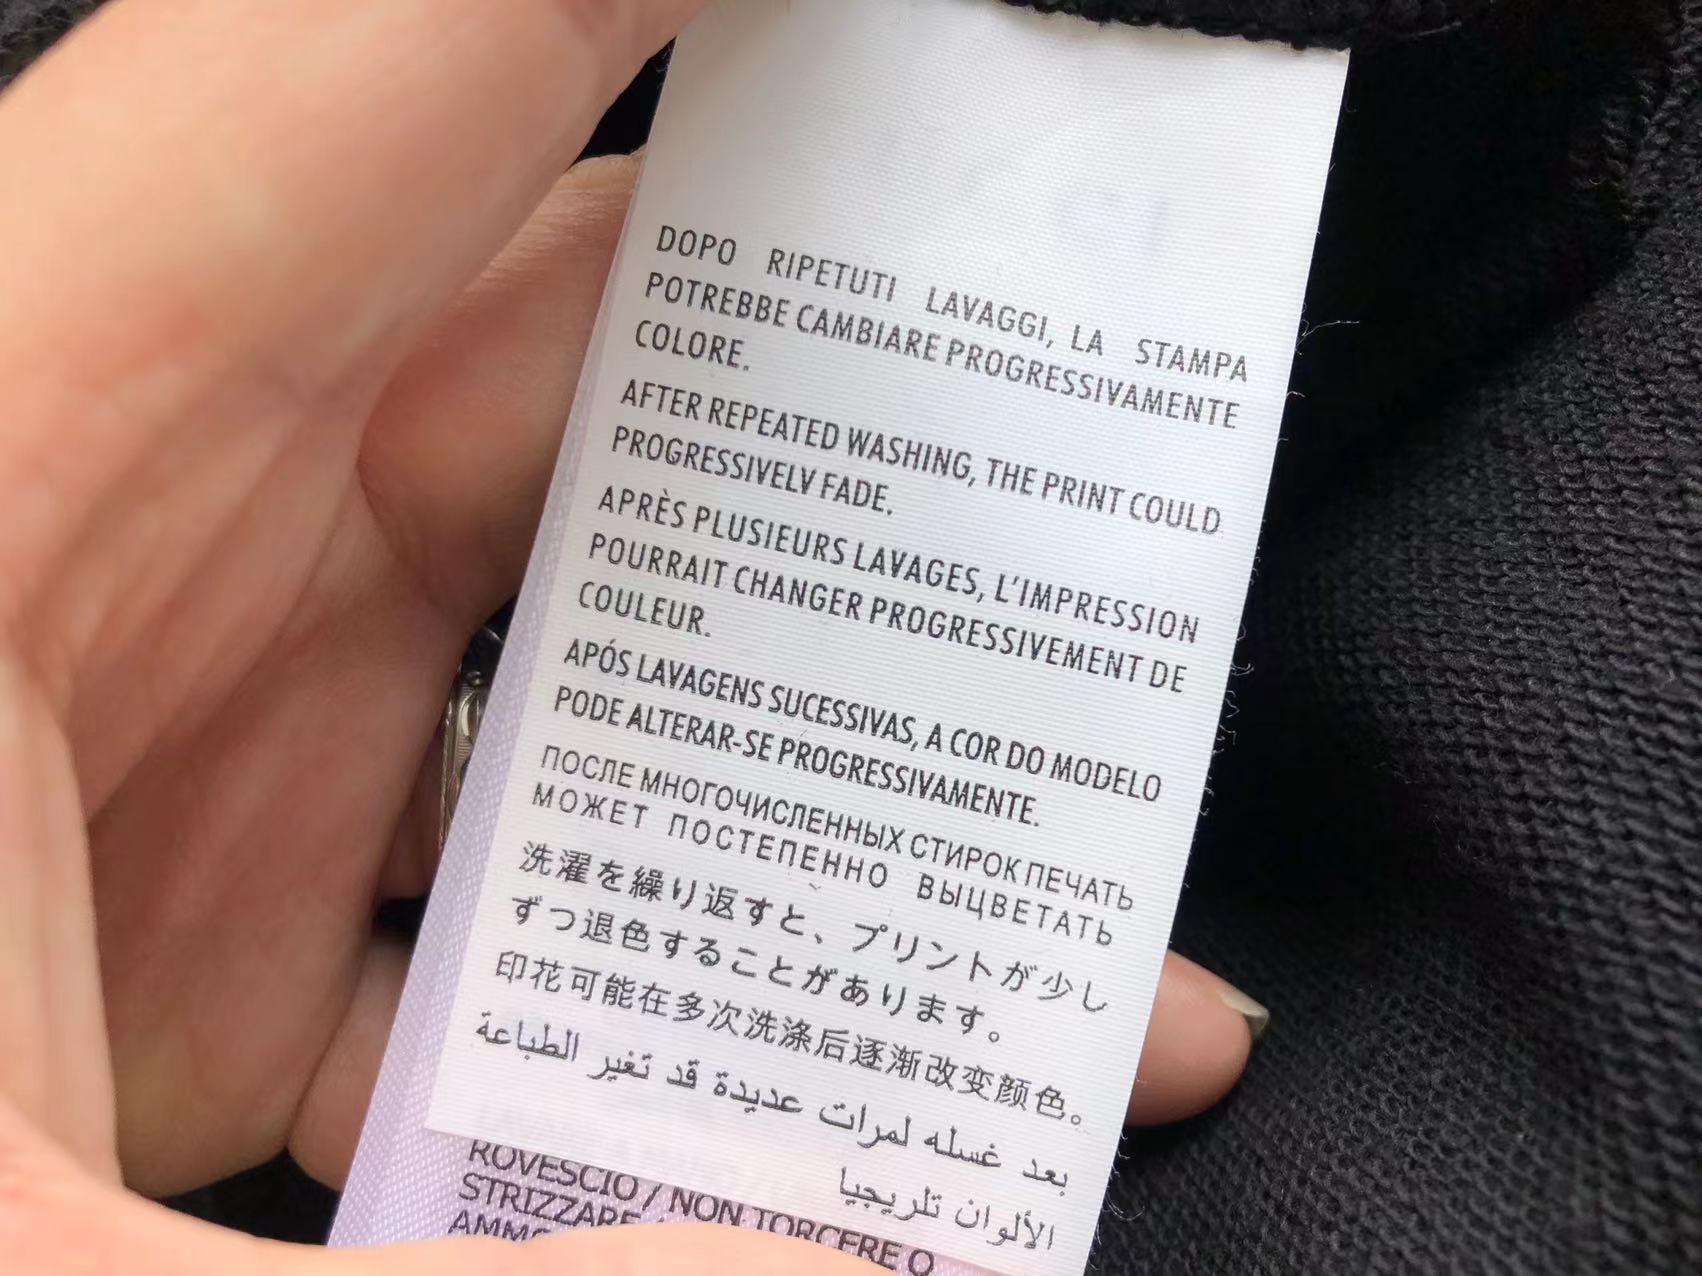 DOPO RIPETUTI LAVAGGI, LA STAMPA
POTREBBE CAMBIARE PROGRESSIVAMENTE
COLORE.
AFTER REPEATED WASHING, THE PRINT COULD
PROGRESSIVELV FADE.
APRÈS PLUSIEURS LAVAGES, L'IMPRESSION
POURRAIT CHANGER PROGRESSIVEMENT DE
COULEUR.
APÓS LAVAGENS SUCESSIVAS, A COR DO MODELO
PODE ALTERAR-SE PROGRESSIVAMENTE.
ПОСЛЕ МНОГОЧИСЛЕННЫХ СТИРОК ПЕЧАТЬ
МОЖЕТ ПОСТЕПЕННО ВЫЦВЕТАТЬ
洗濯を繰り返すと、プリントが少し
ずつ退色することがあります。
印花可能在多次洗涤后逐渐改变颜色。
بعد غسله لمرات عديدة قد تغير الطباعة
الألوان تلريجيا
ROVESCIO / NON TORCERE O
STRIZZARE